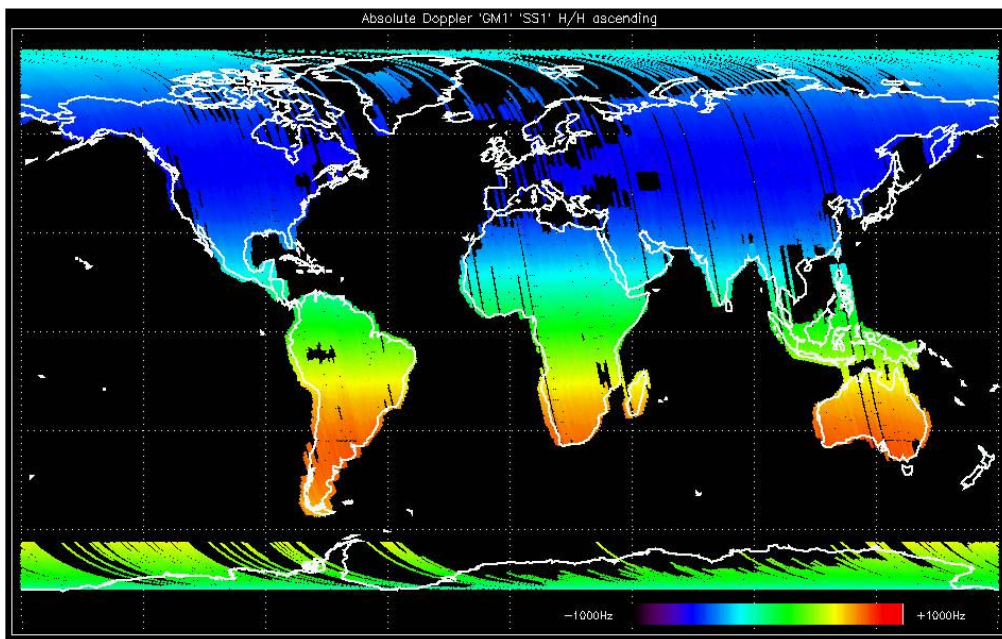 Absolute Doppler 'GM1' 'SS1' H/H ascending
-1000Hz +1000Hz